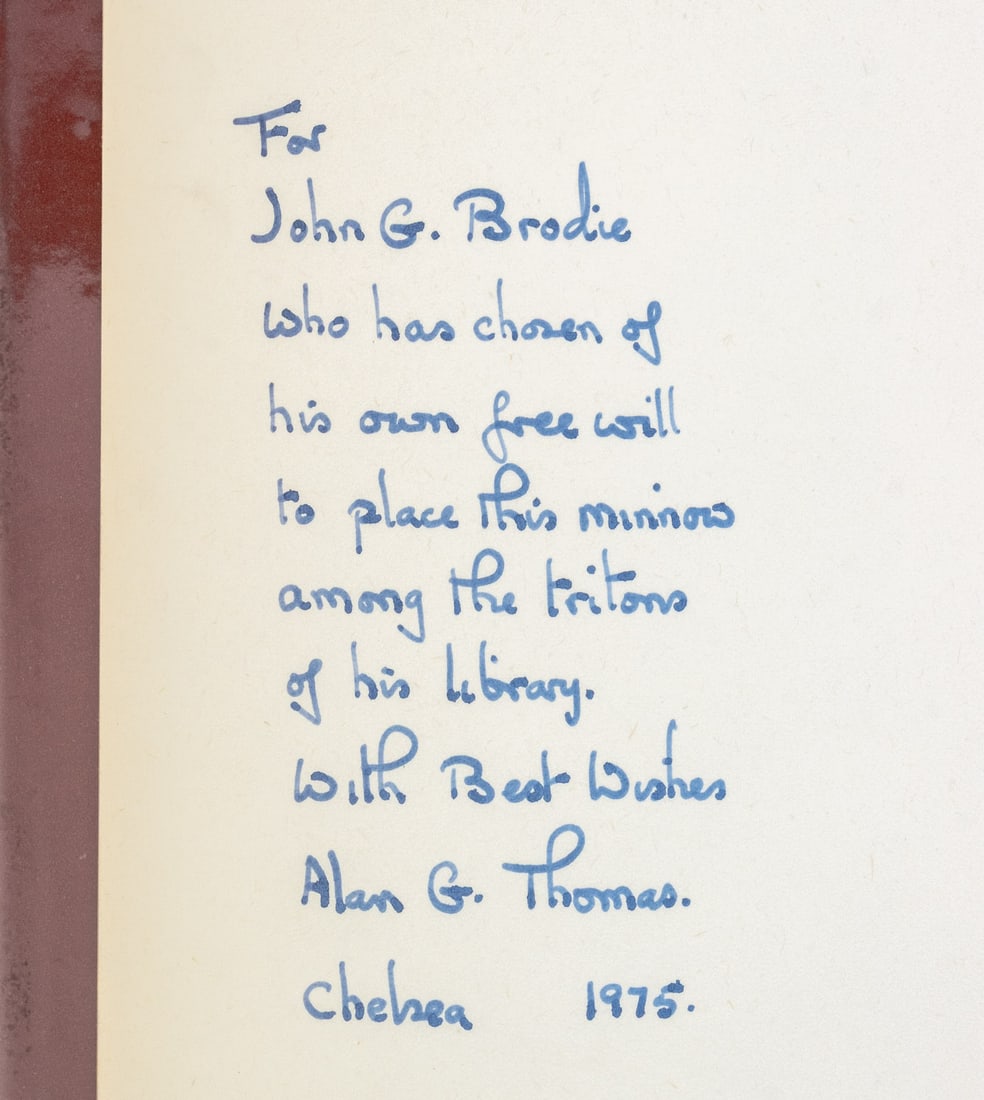 For
John G. Brodie
who has chosen of
his own free will
to place this minnow
among the tritons
of his library.
With Best Wishes
Alan G. Thomas.
Chelsea 1975.